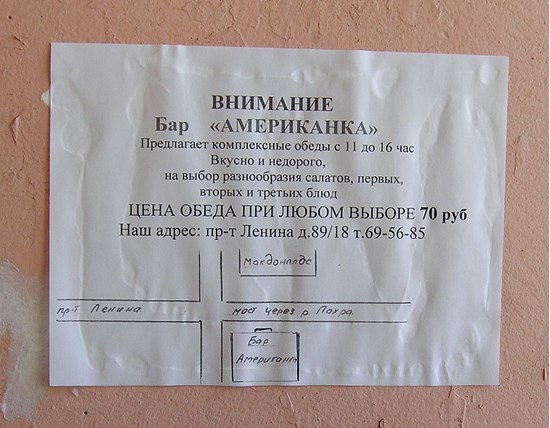 ВНИМАНИЕ
Бар «АМЕРИКАНКА»
Предлагает комплексные обеды с 11 до 16 час
Вкусно и недорого,
на выбор разнообразия салатов, первых,
вторых и третьих блюд
ЦЕНА ОБЕДА ПРИ ЛЮБОМ ВЫБОРЕ 70 руб
Наш адрес: пр-т Ленина д.89/18 т.69-56-85
Макдоналдс
пр-т Ленина
мост через р. Пахра
Бар
Американка